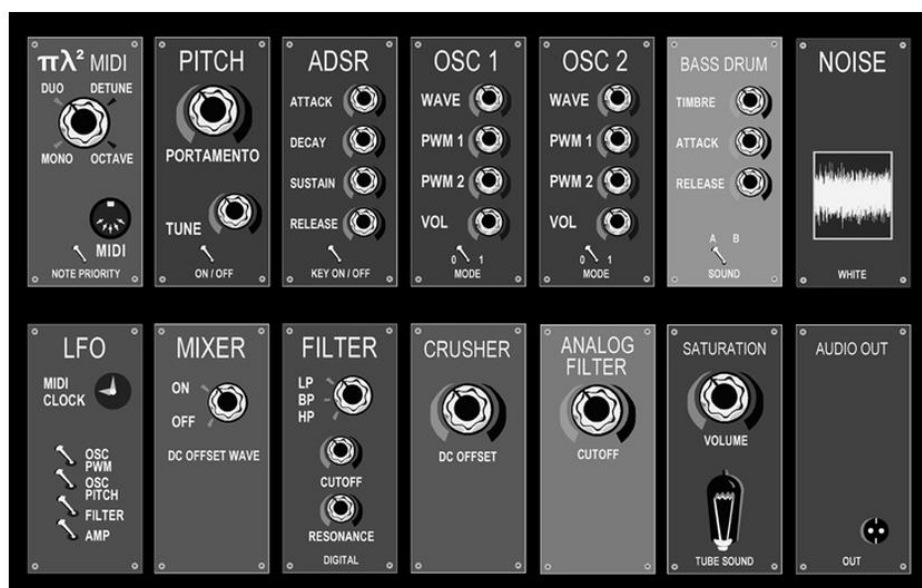 πλ² MIDI
DUO DETUNE
MONO OCTAVE
MIDI
NOTE PRIORITY
PITCH
PORTAMENTO
TUNE
ON / OFF
ADSR
ATTACK
DECAY
SUSTAIN
RELEASE
KEY ON / OFF
OSC 1
WAVE
PWM 1
PWM 2
VOL
0 1
MODE
OSC 2
WAVE
PWM 1
PWM 2
VOL
0 1
MODE
BASS DRUM
TIMBRE
ATTACK
RELEASE
A B
SOUND
NOISE
WHITE
LFO
MIDI
CLOCK
OSC
PWM
OSC
PITCH
FILTER
AMP
MIXER
ON
OFF
DC OFFSET WAVE
FILTER
LP
BP
HP
CUTOFF
RESONANCE
DIGITAL
CRUSHER
DC OFFSET
ANALOG
FILTER
CUTOFF
SATURATION
VOLUME
TUBE SOUND
AUDIO OUT
OUT